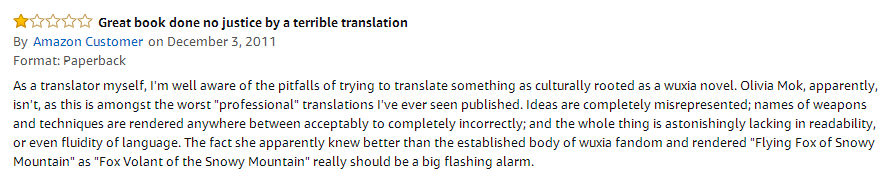 Great book done no justice by a terrible translation
By Amazon Customer on December 3, 2011
Format: Paperback
As a translator myself, I'm well aware of the pitfalls of trying to translate something as culturally rooted as a wuxia novel. Olivia Mok, apparently,
isn't, as this is amongst the worst "professional" translations I've ever seen published. Ideas are completely misrepresented; names of weapons
and techniques are rendered anywhere between acceptably to completely incorrectly; and the whole thing is astonishingly lacking in readability,
or even fluidity of language. The fact she apparently knew better than the established body of wuxia fandom and rendered "Flying Fox of Snowy
Mountain" as "Fox Volant of the Snowy Mountain" really should be a big flashing alarm.